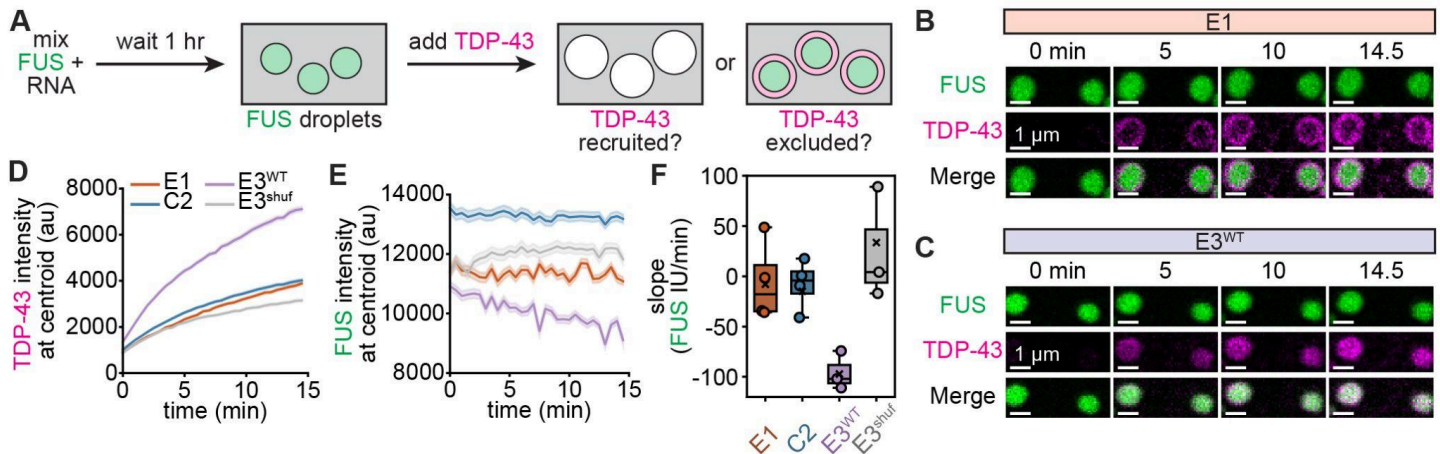 A
mix
FUS +
RNA
wait 1 hr
FUS droplets
add TDP-43
TDP-43
recruited?
or
TDP-43
excluded?
B
E1
0 min 5 10 14.5
FUS
TDP-43 1 µm
Merge
C
E3WT
0 min 5 10 14.5
FUS
TDP-43 1 µm
Merge
D
TDP-43 intensity
at centroid (au)
8000
6000
4000
2000
0
E1 E3WT
C2 E3shuf
0 5 10 15
time (min)
E
FUS intensity
at centroid (au)
14000
12000
10000
8000
0 5 10 15
time (min)
F
slope
(FUS IU/min)
100
50
0
-50
-100
E1 C2 E3WT E3shuf